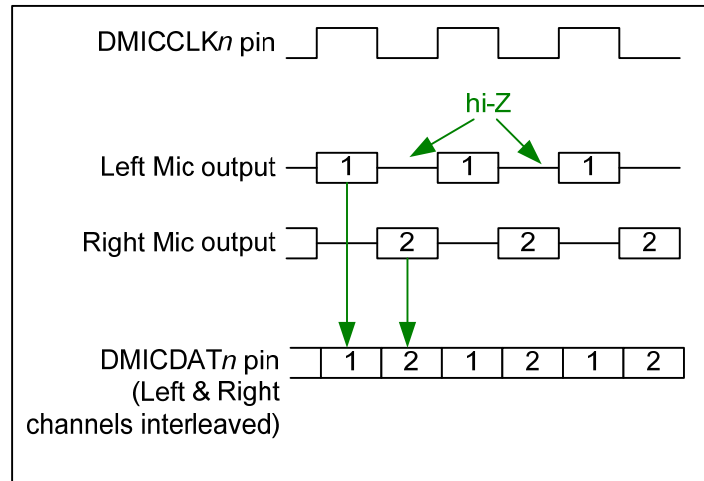 DMICCLKn pin
hi-Z
Left Mic output 1 1 1
Right Mic output 2 2 2
DMICDATn pin 1 2 1 2 1 2
(Left & Right
channels interleaved)